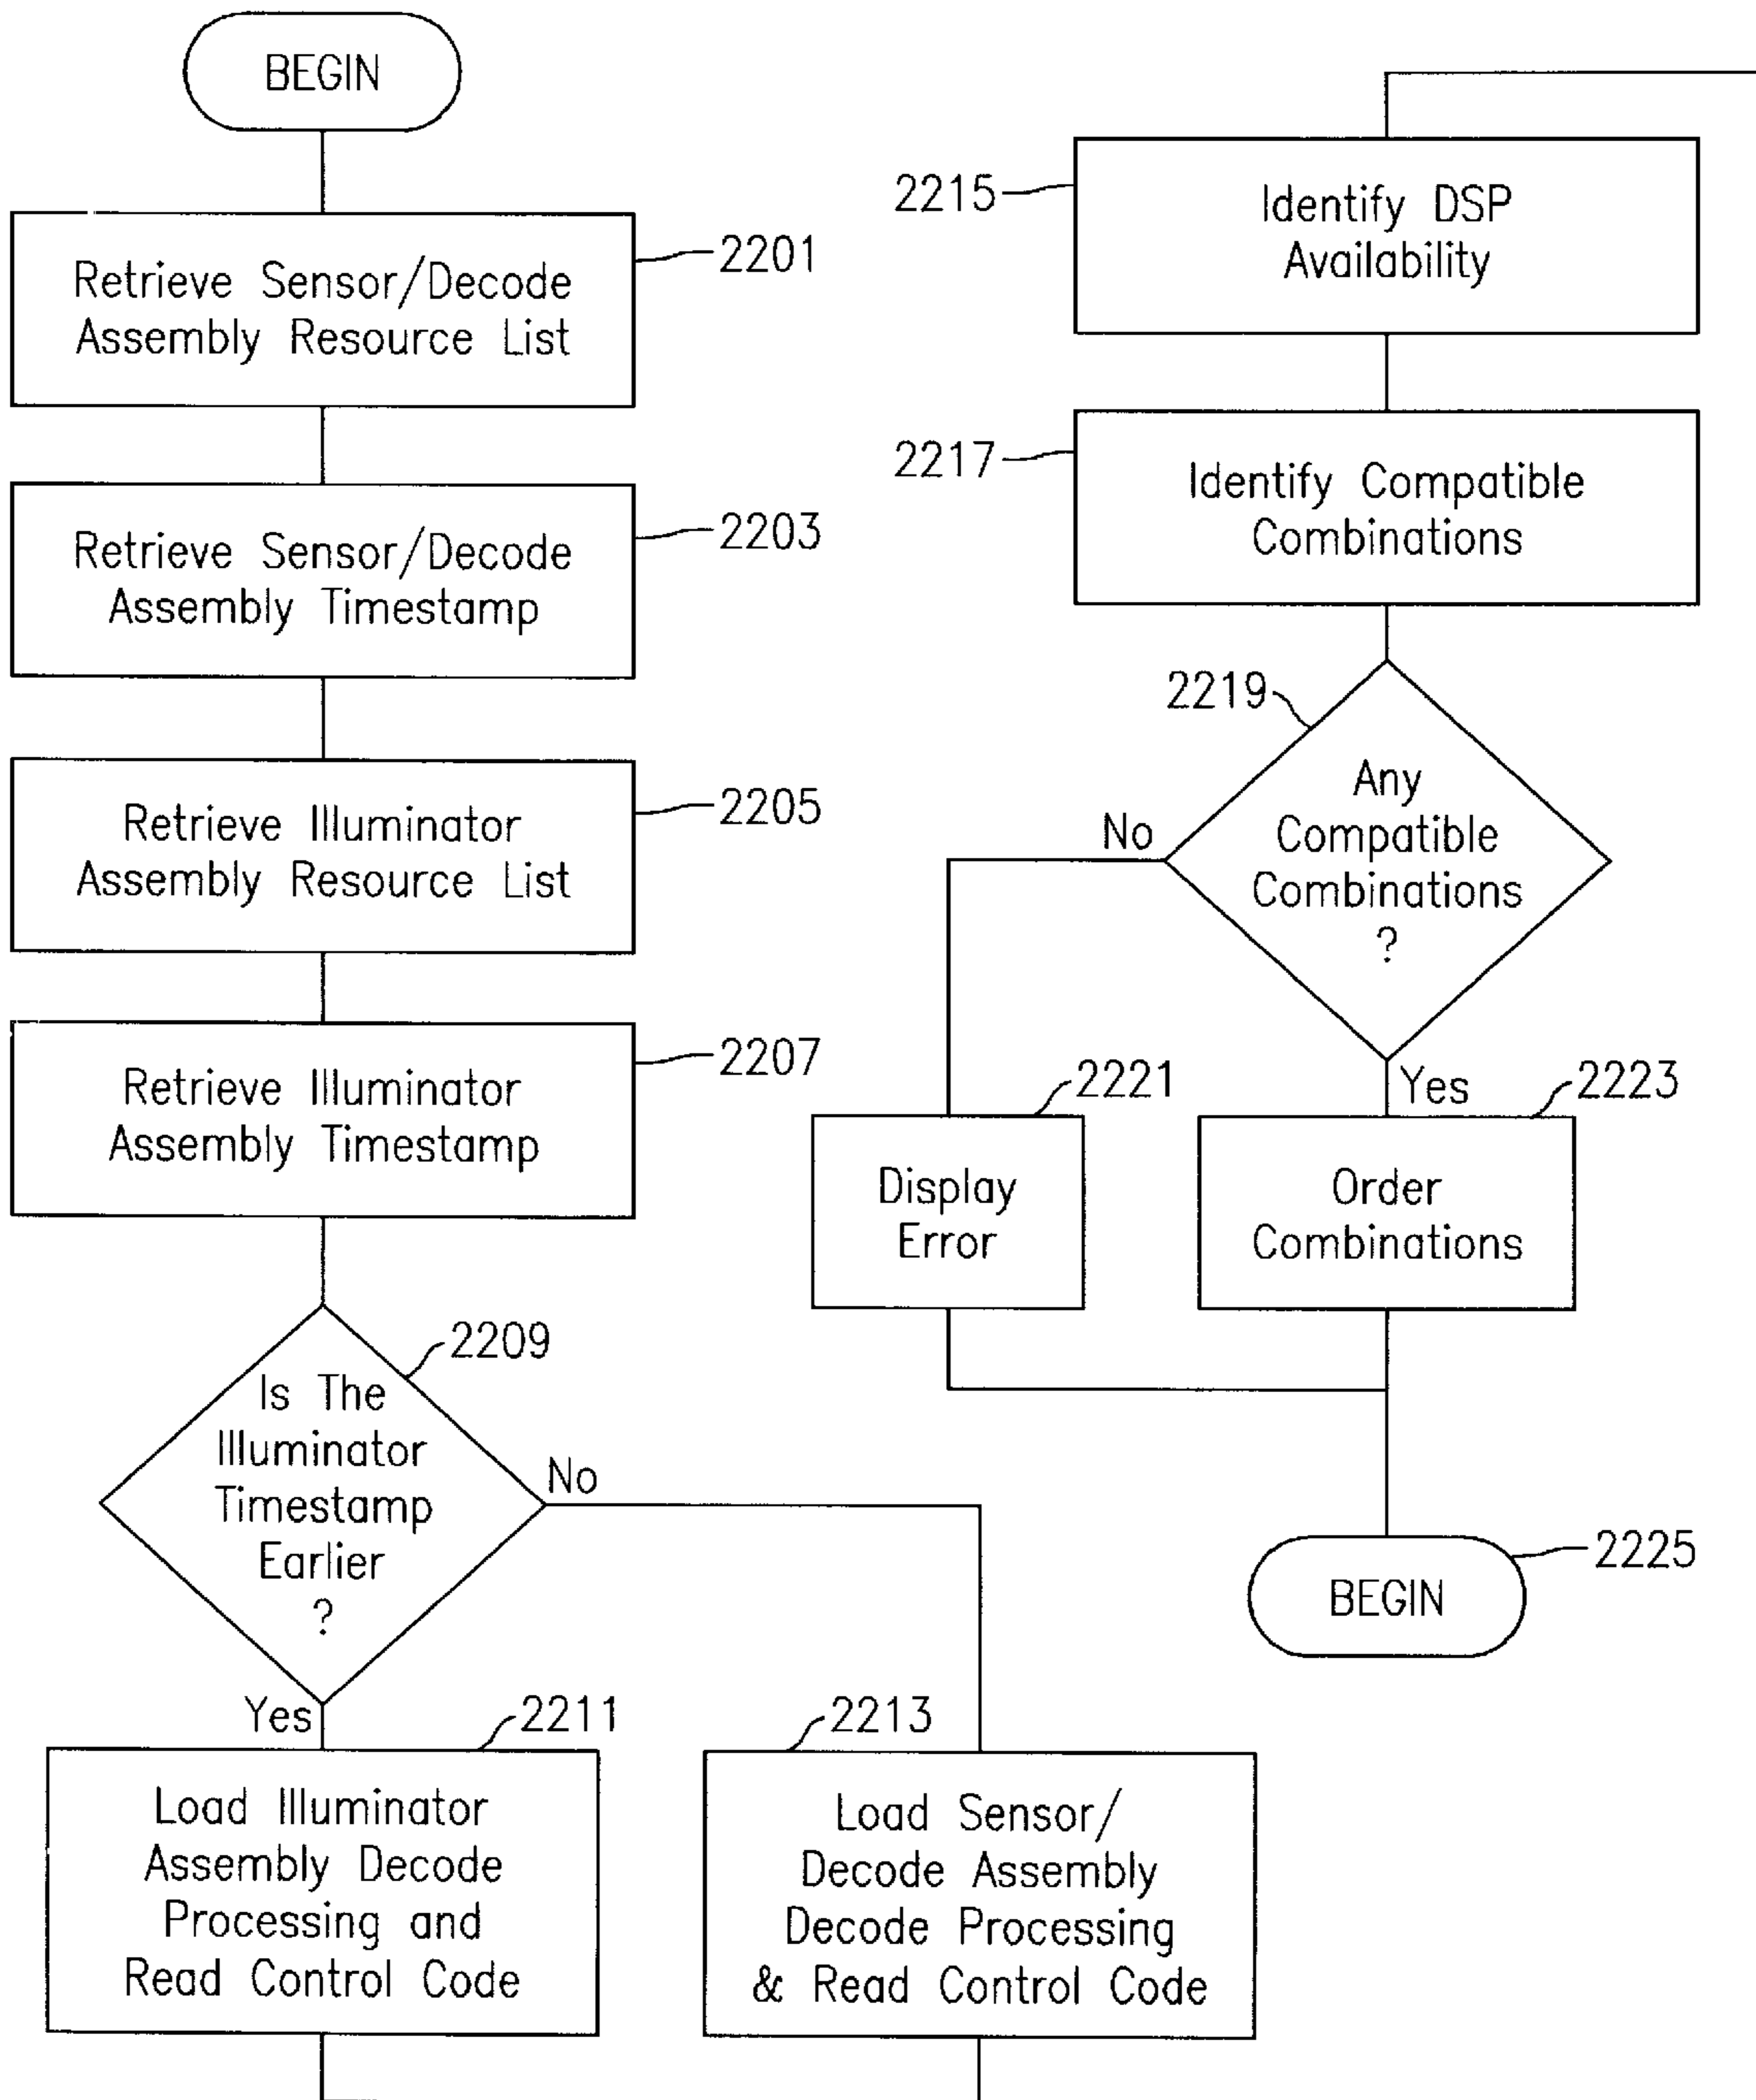 BEGIN
Retrieve Sensor/Decode
Assembly Resource List
2201
Retrieve Sensor/Decode
Assembly Timestamp
2203
Retrieve Illuminator
Assembly Resource List
2205
Retrieve Illuminator
Assembly Timestamp
2207
Is The
Illuminator
Timestamp
Earlier
?
2209
No
Yes
2211
Load Illuminator
Assembly Decode
Processing and
Read Control Code
2213
Load Sensor/
Decode Assembly
Decode Processing
& Read Control Code
2215
Identify DSP
Availability
2217
Identify Compatible
Combinations
2219
Any
Compatible
Combinations
?
No
Yes
2221
Display
Error
2223
Order
Combinations
2225
BEGIN